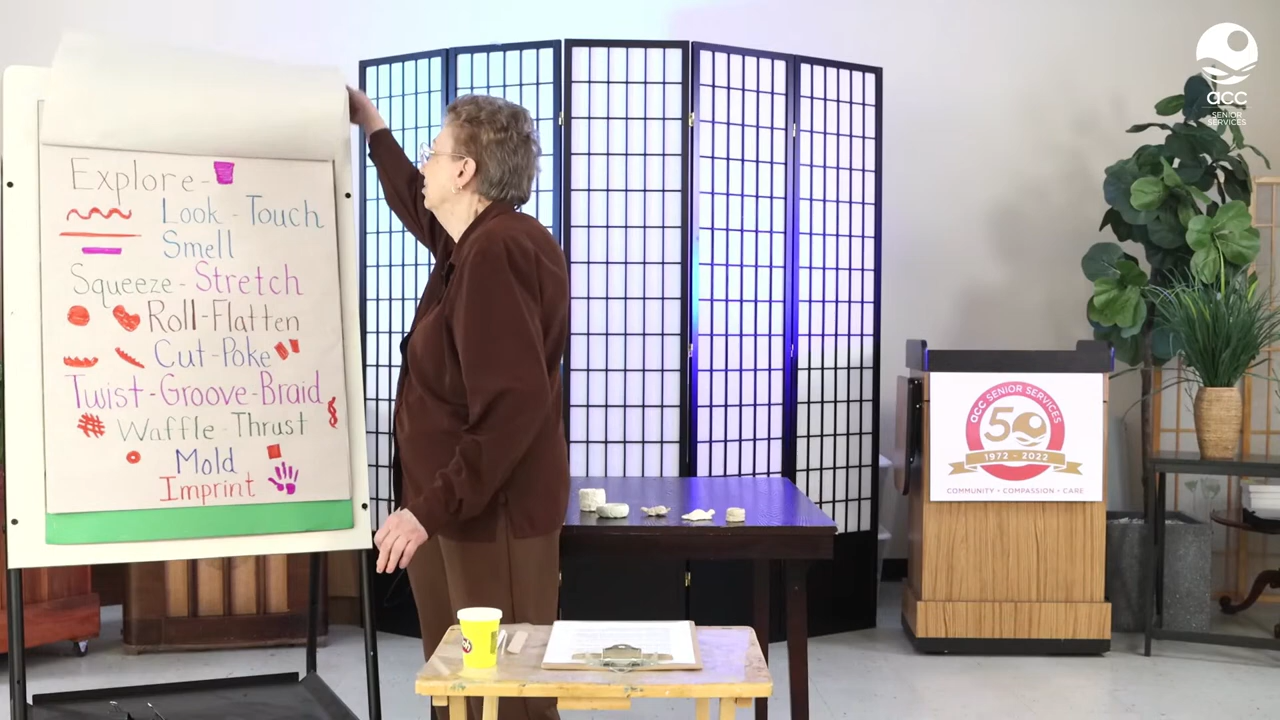 Explore-
Look - Touch
Smell
Squeeze - Stretch
Roll-Flatten
Cut-Poke
Twist-Groove-Braid
Waffle-Thrust
Mold
Imprint
acc
SENIOR
SERVICES
ACC SENIOR SERVICES
50
1972 - 2022
COMMUNITY • COMPASSION • CARE